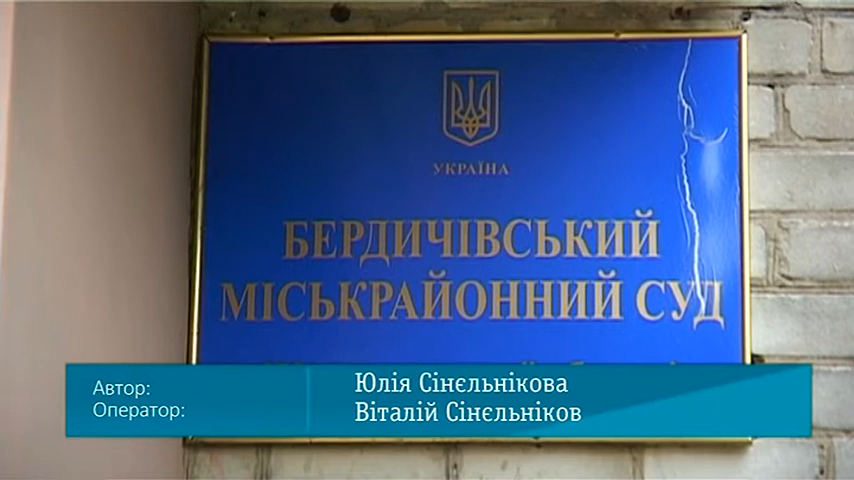 УКРАЇНА
БЕРДИЧІВСЬКИЙ
МІСЬКРАЙОННИЙ СУД
Автор: Юлія Сінєльнікова
Оператор: Віталій Сінєльніков